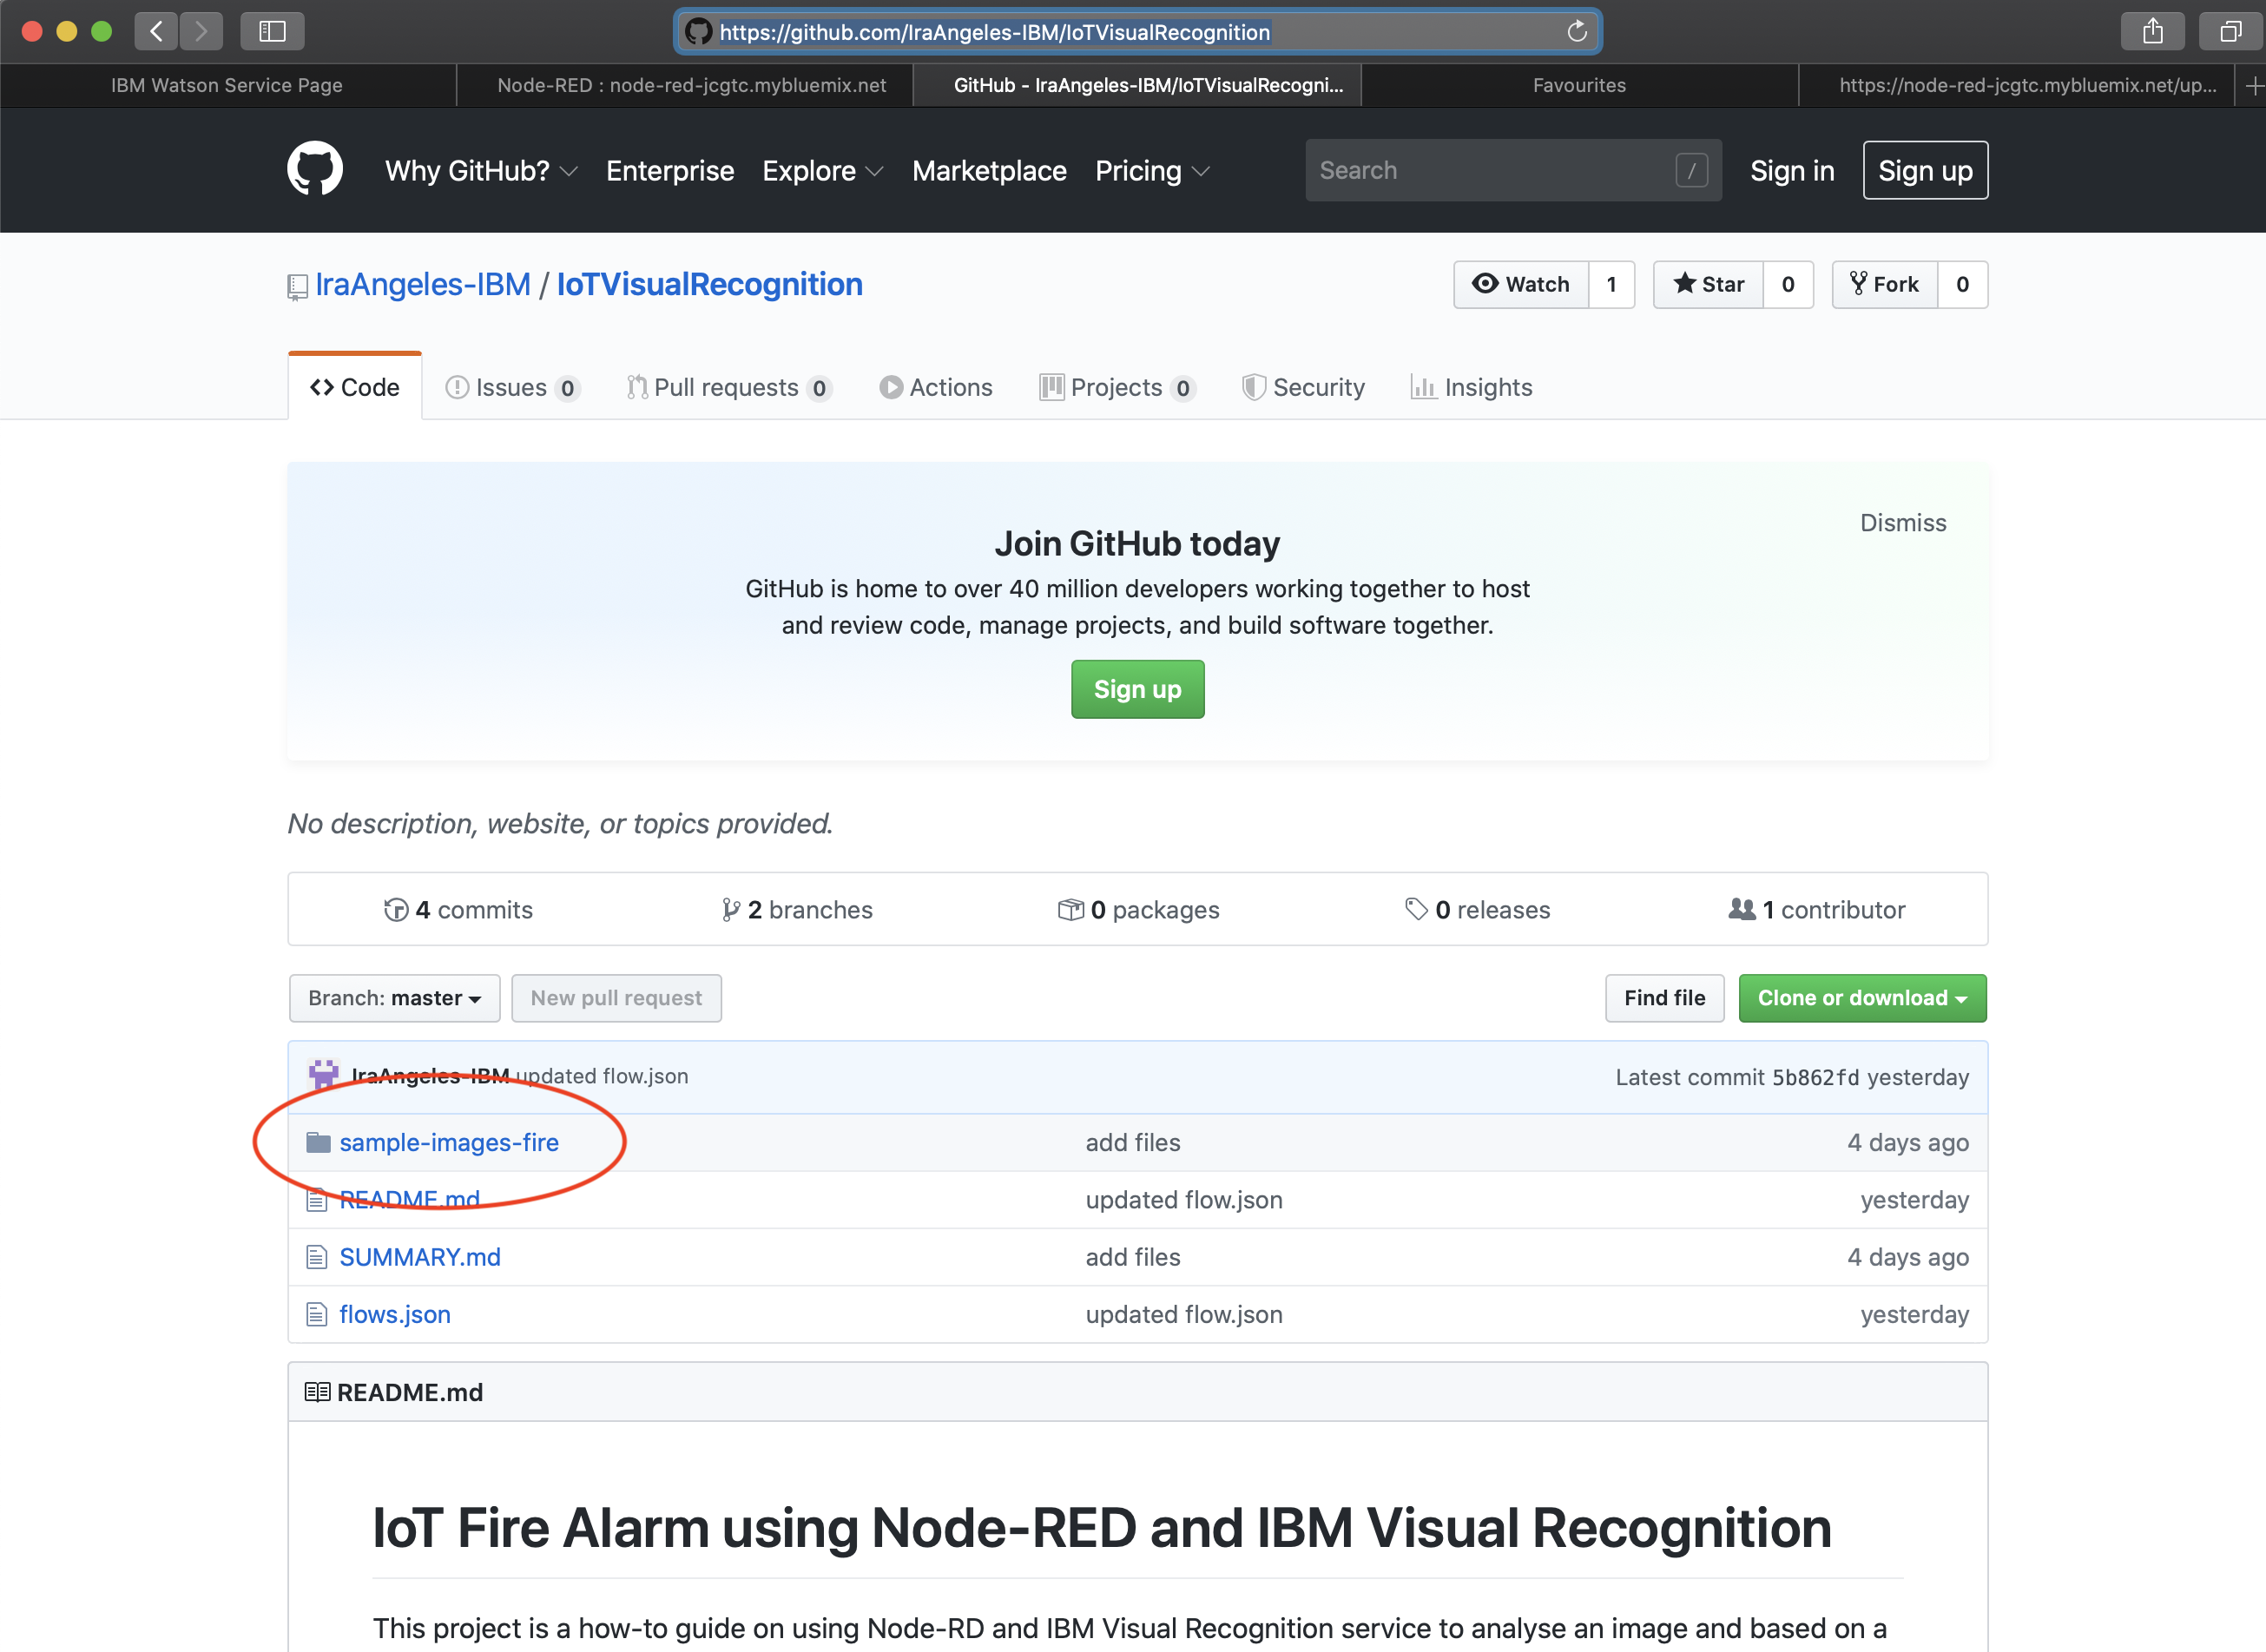 https://github.com/IraAngeles-IBM/IoTVisualRecognition
IBM Watson Service Page
Node-RED : node-red-jcgtc.mybluemix.net
GitHub - IraAngeles-IBM/IoTVisualRecogni...
Favourites
https://node-red-jcgtc.mybluemix.net/up...
Why GitHub? Enterprise Explore Marketplace Pricing Search / Sign in Sign up
IraAngeles-IBM / IoTVisualRecognition
Watch 1 Star 0 Fork 0
Code Issues 0 Pull requests 0 Actions Projects 0 Security Insights
Dismiss
Join GitHub today
GitHub is home to over 40 million developers working together to host
and review code, manage projects, and build software together.
Sign up
No description, website, or topics provided.
4 commits 2 branches 0 packages 0 releases 1 contributor
Branch: master New pull request Find file Clone or download
IraAngeles-IBM updated flow.json Latest commit 5b862fd yesterday
sample-images-fire add files 4 days ago
README.md updated flow.json yesterday
SUMMARY.md add files 4 days ago
flows.json updated flow.json yesterday
README.md
IoT Fire Alarm using Node-RED and IBM Visual Recognition
This project is a how-to guide on using Node-RD and IBM Visual Recognition service to analyse an image and based on a